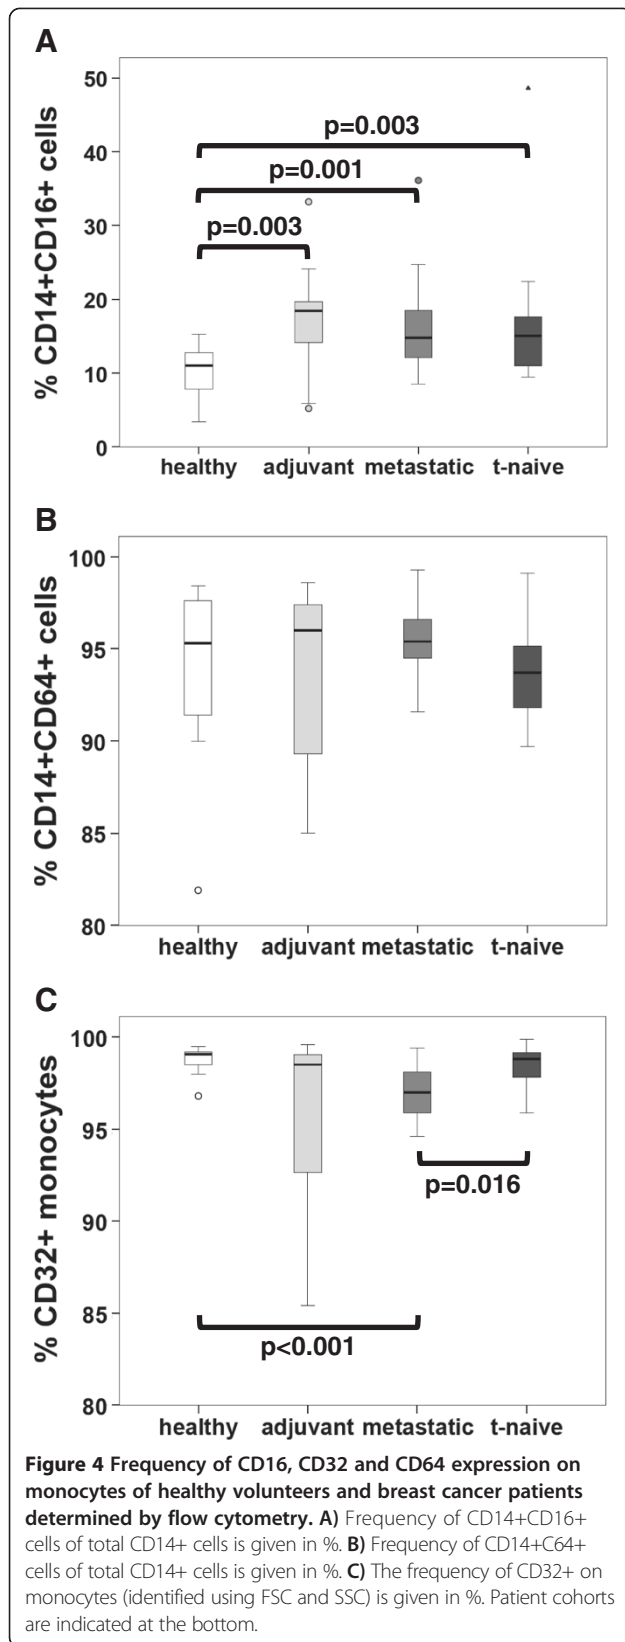 A
% CD14+CD16+ cells
50
40
30
20
10
0
p=0.003
p=0.001
p=0.003
healthy adjuvant metastatic t-naive
B
% CD14+CD64+ cells
100
95
90
85
80
healthy adjuvant metastatic t-naive
C
% CD32+ monocytes
100
95
90
85
80
p=0.016
p<0.001
healthy adjuvant metastatic t-naive
Figure 4 Frequency of CD16, CD32 and CD64 expression on
monocytes of healthy volunteers and breast cancer patients
determined by flow cytometry. A) Frequency of CD14+CD16+
cells of total CD14+ cells is given in %. B) Frequency of CD14+C64+
cells of total CD14+ cells is given in %. C) The frequency of CD32+ on
monocytes (identified using FSC and SSC) is given in %. Patient cohorts
are indicated at the bottom.